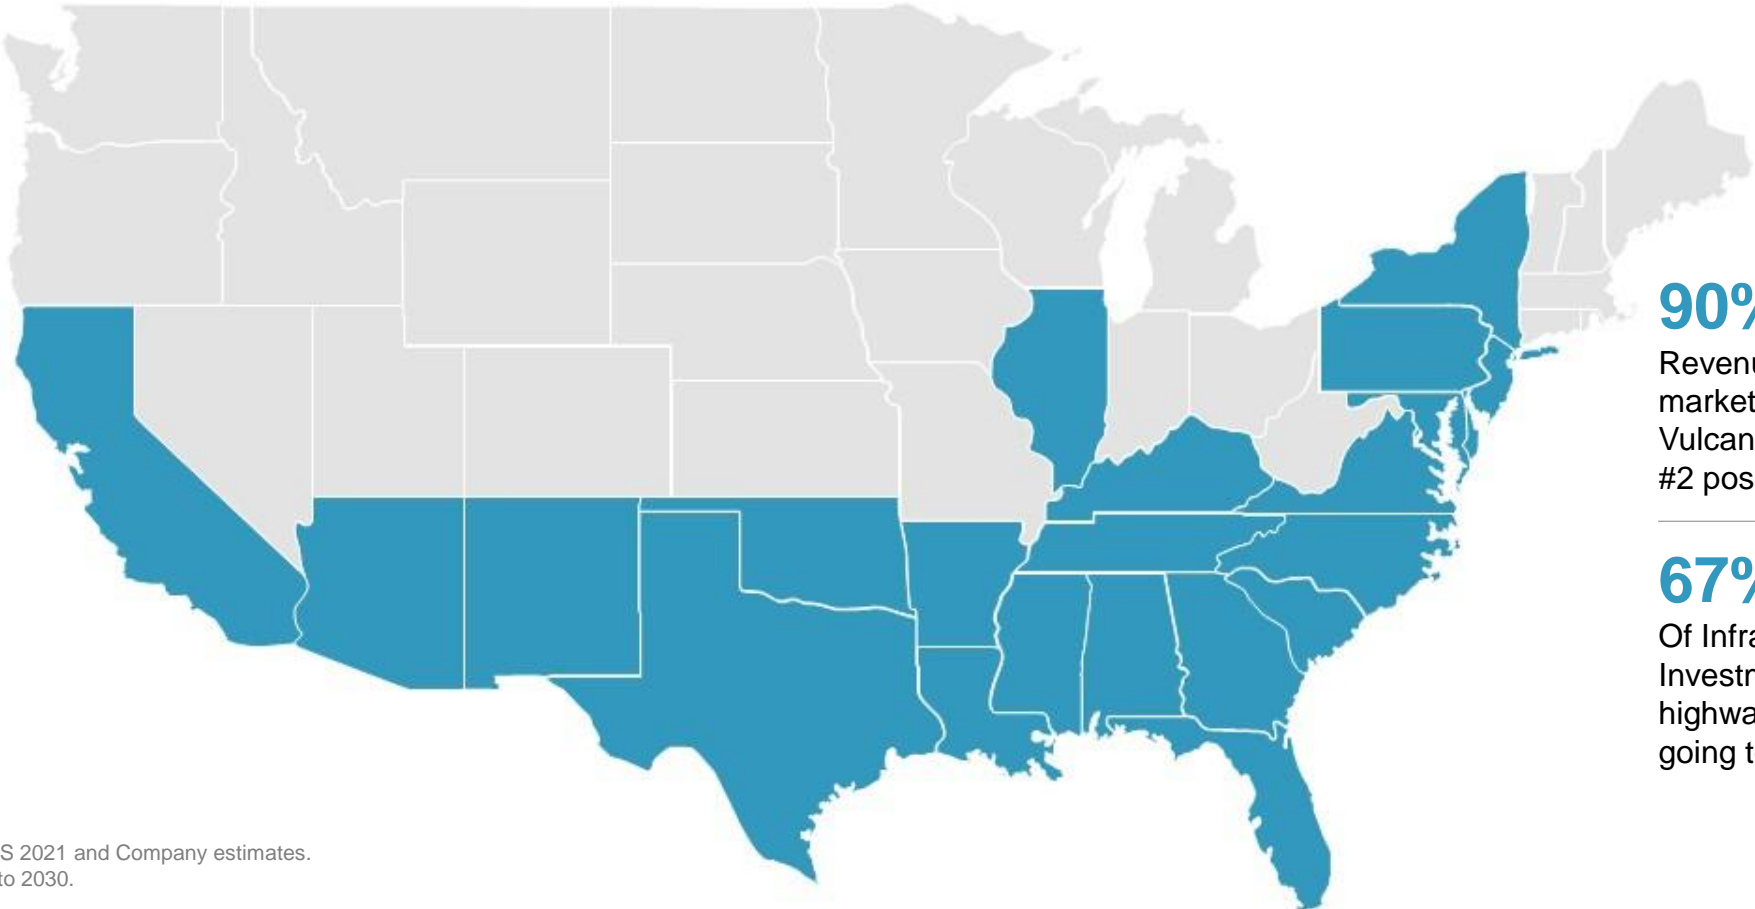 90%
Revenu
market
Vulcan
#2 pos
67%
Of Infra
Investm
highwa
going t
S 2021 and Company estimates.
to 2030.